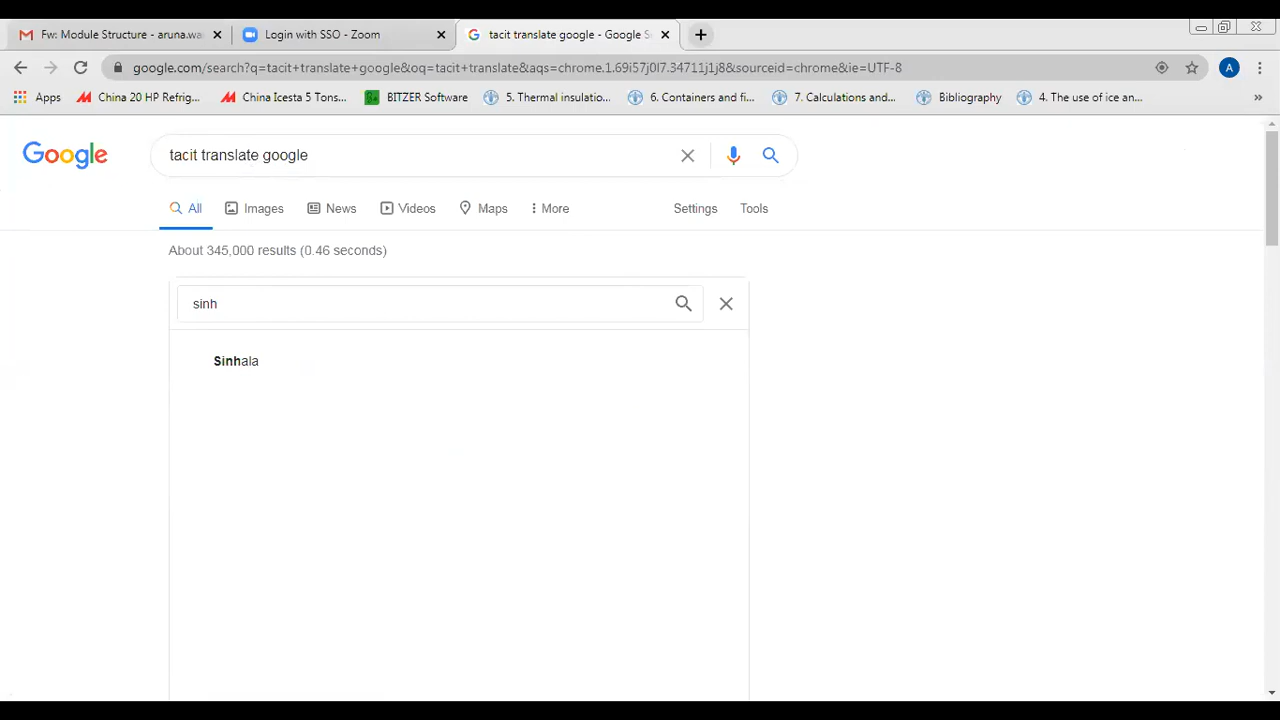 Fw: Module Structure - aruna.wa
Login with SSO - Zoom
tacit translate google - Google S
google.com/search?q=tacit+translate+google&oq=tacit+translate&aqs=chrome.1.69i57j0l7.34711j1j8&sourceid=chrome&ie=UTF-8
A
Apps
China 20 HP Refrig...
China Icesta 5 Tons...
BITZER Software
5. Thermal insulatio...
6. Containers and fi...
7. Calculations and...
Bibliography
4. The use of ice an...
»
Google
tacit translate google
All
Images
News
Videos
Maps
More
Settings
Tools
About 345,000 results (0.46 seconds)
sinh
Sinhala